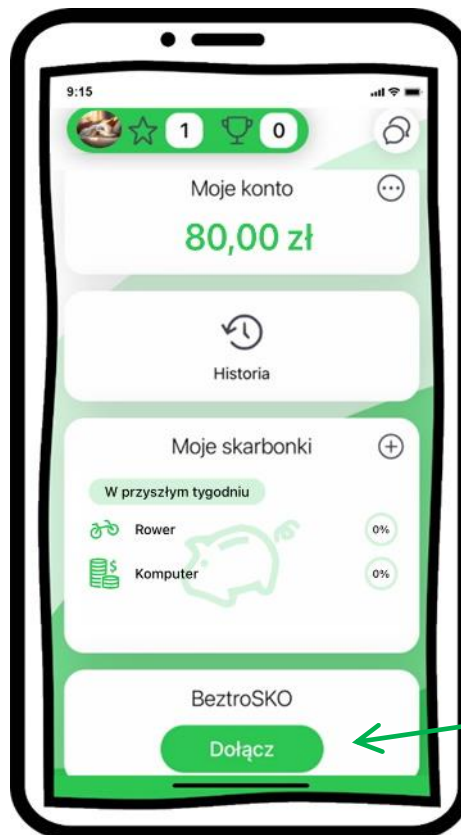 9:15
1 0
Moje konto
80,00 zł
Historia
Moje skarbonki
W przyszłym tygodniu
Rower 0%
$
Komputer 0%
BeztroSKO
Dołącz